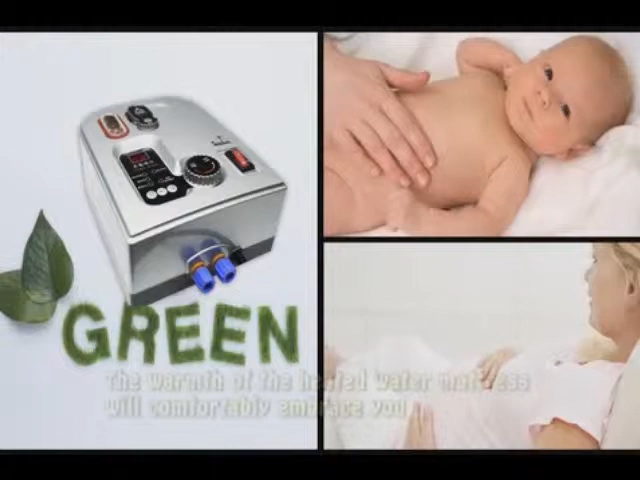 GREEN
The warmth of the heated water mattress
will comfortably embrace you